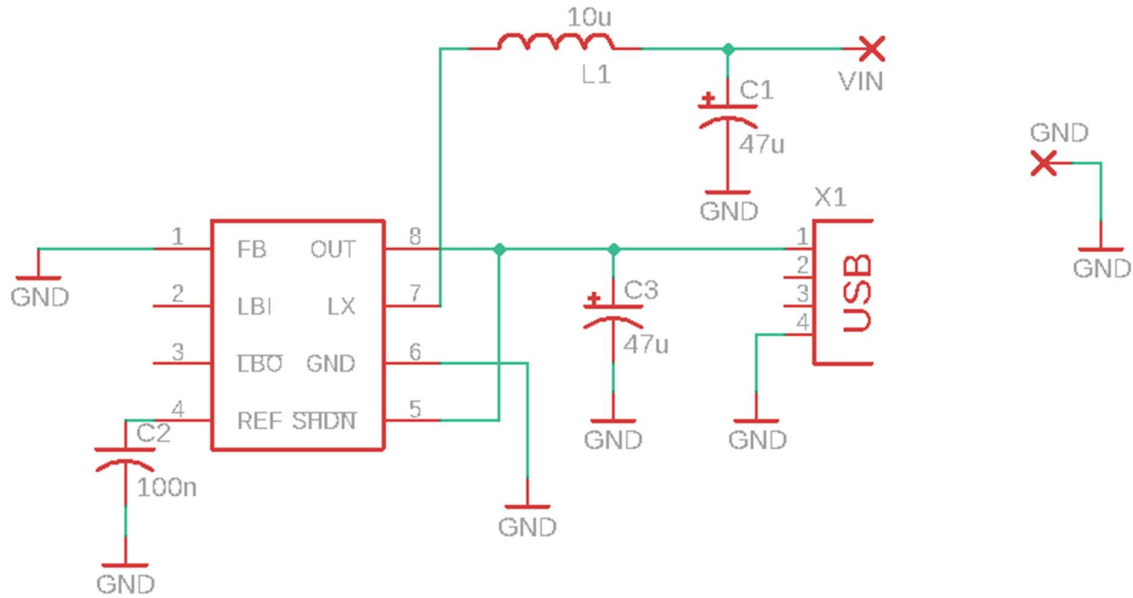 10u
L1
VIN
C1
47u
GND
GND
GND
X1
1
2
3
4
USB
1 FB OUT 8
2 LBI LX 7
3 LBO GND 6
4 REF SHDN 5
GND
C3
47u
GND
GND
C2
100n
GND
GND